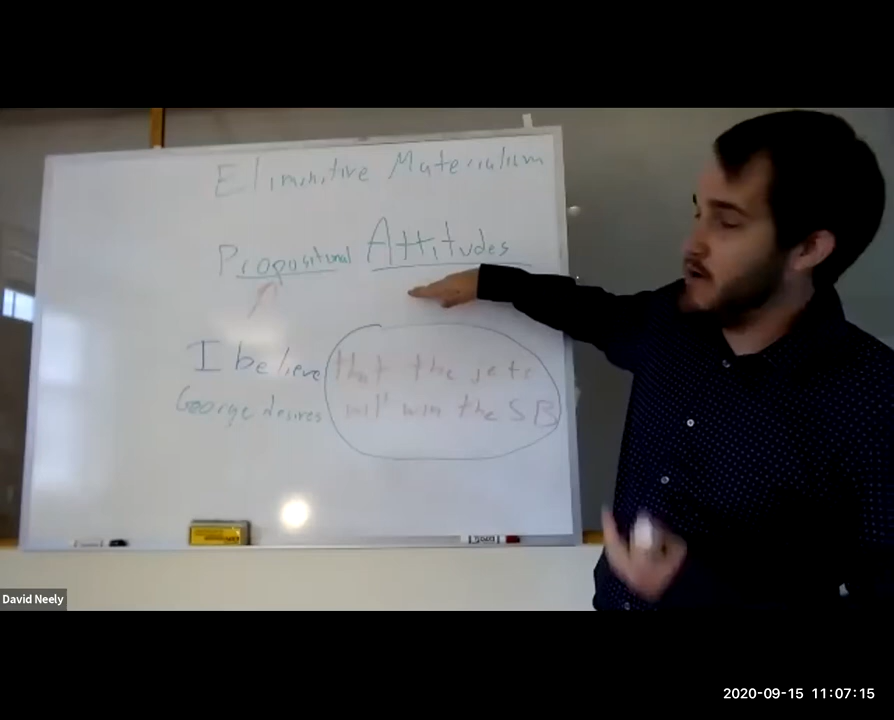 Eliminitive Materialism
Propositional Attitudes
I believe that the jets
George desires will win the SB
David Neely
2020-09-15 11:07:15